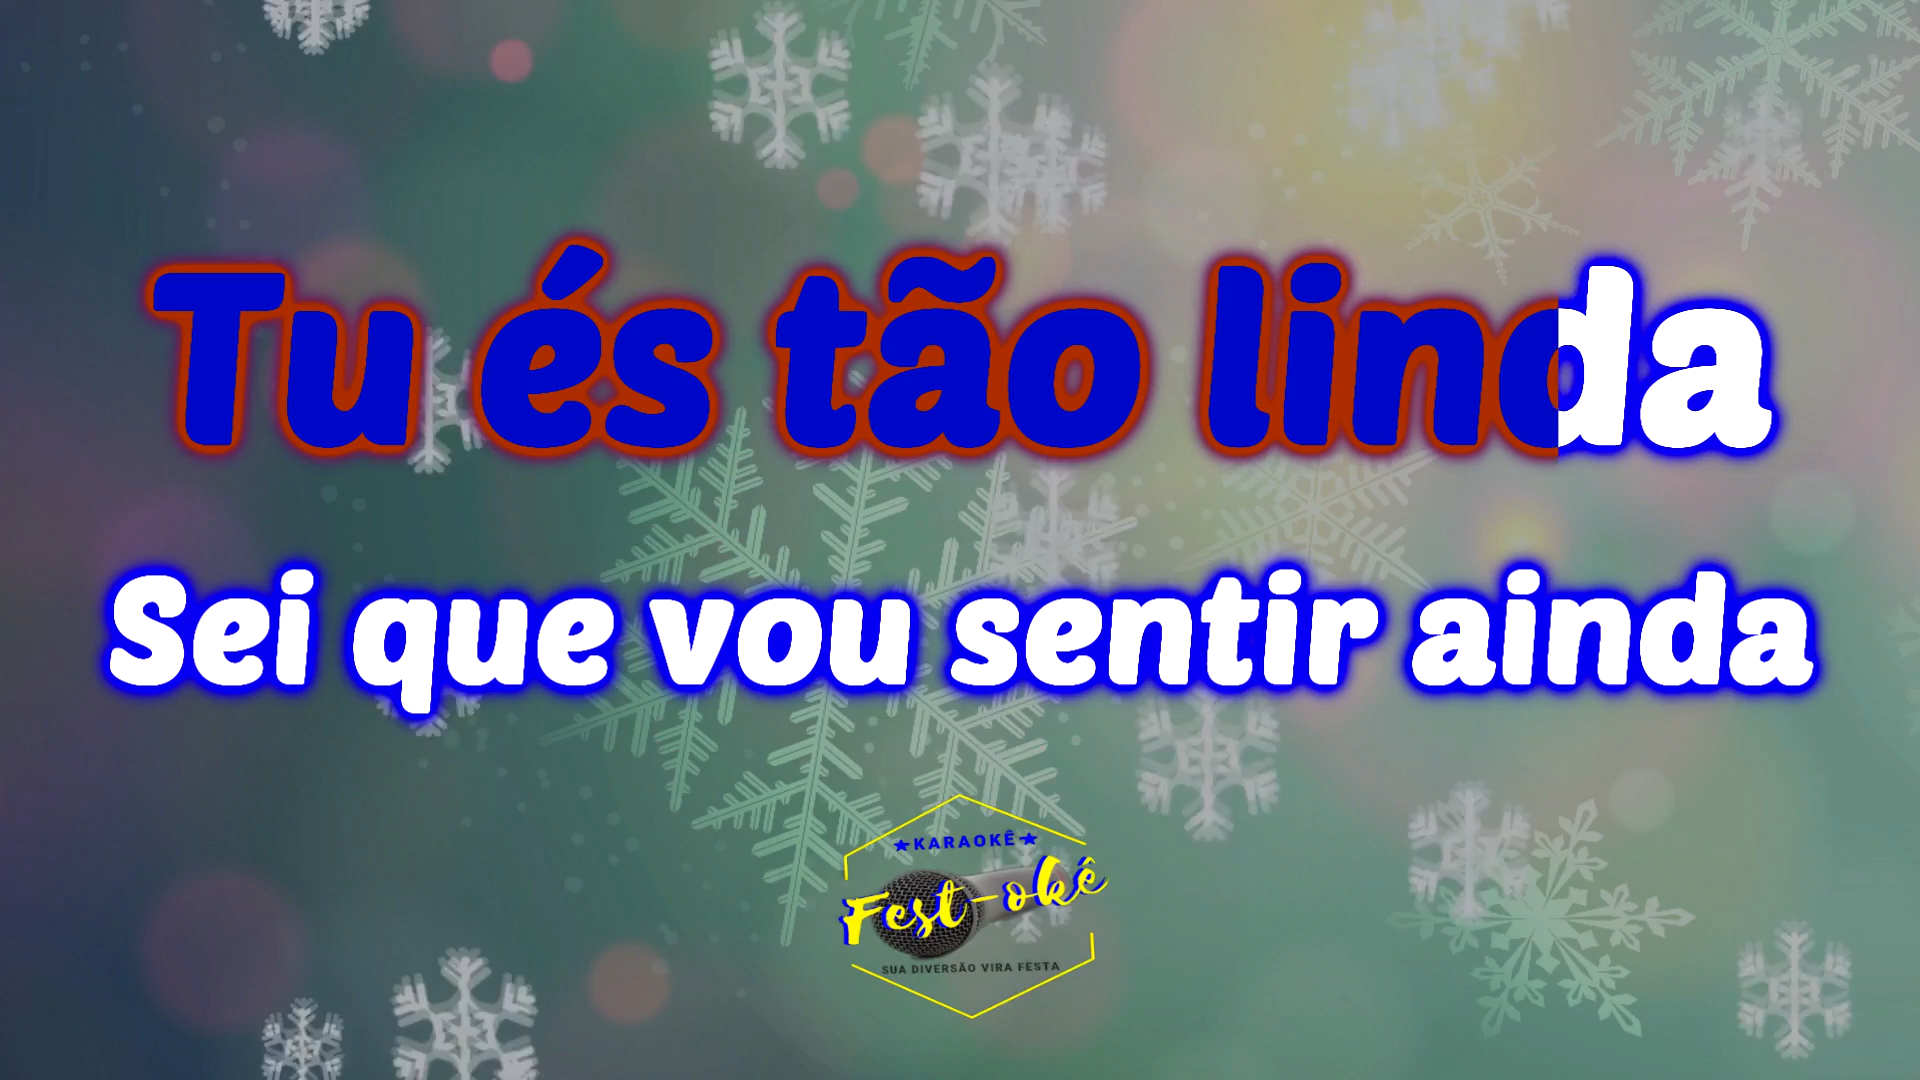 Tu és tão linda
Sei que vou sentir ainda
★KARAOKÊ★
Fest-okê
SUA DIVERSÃO VIRA FESTA